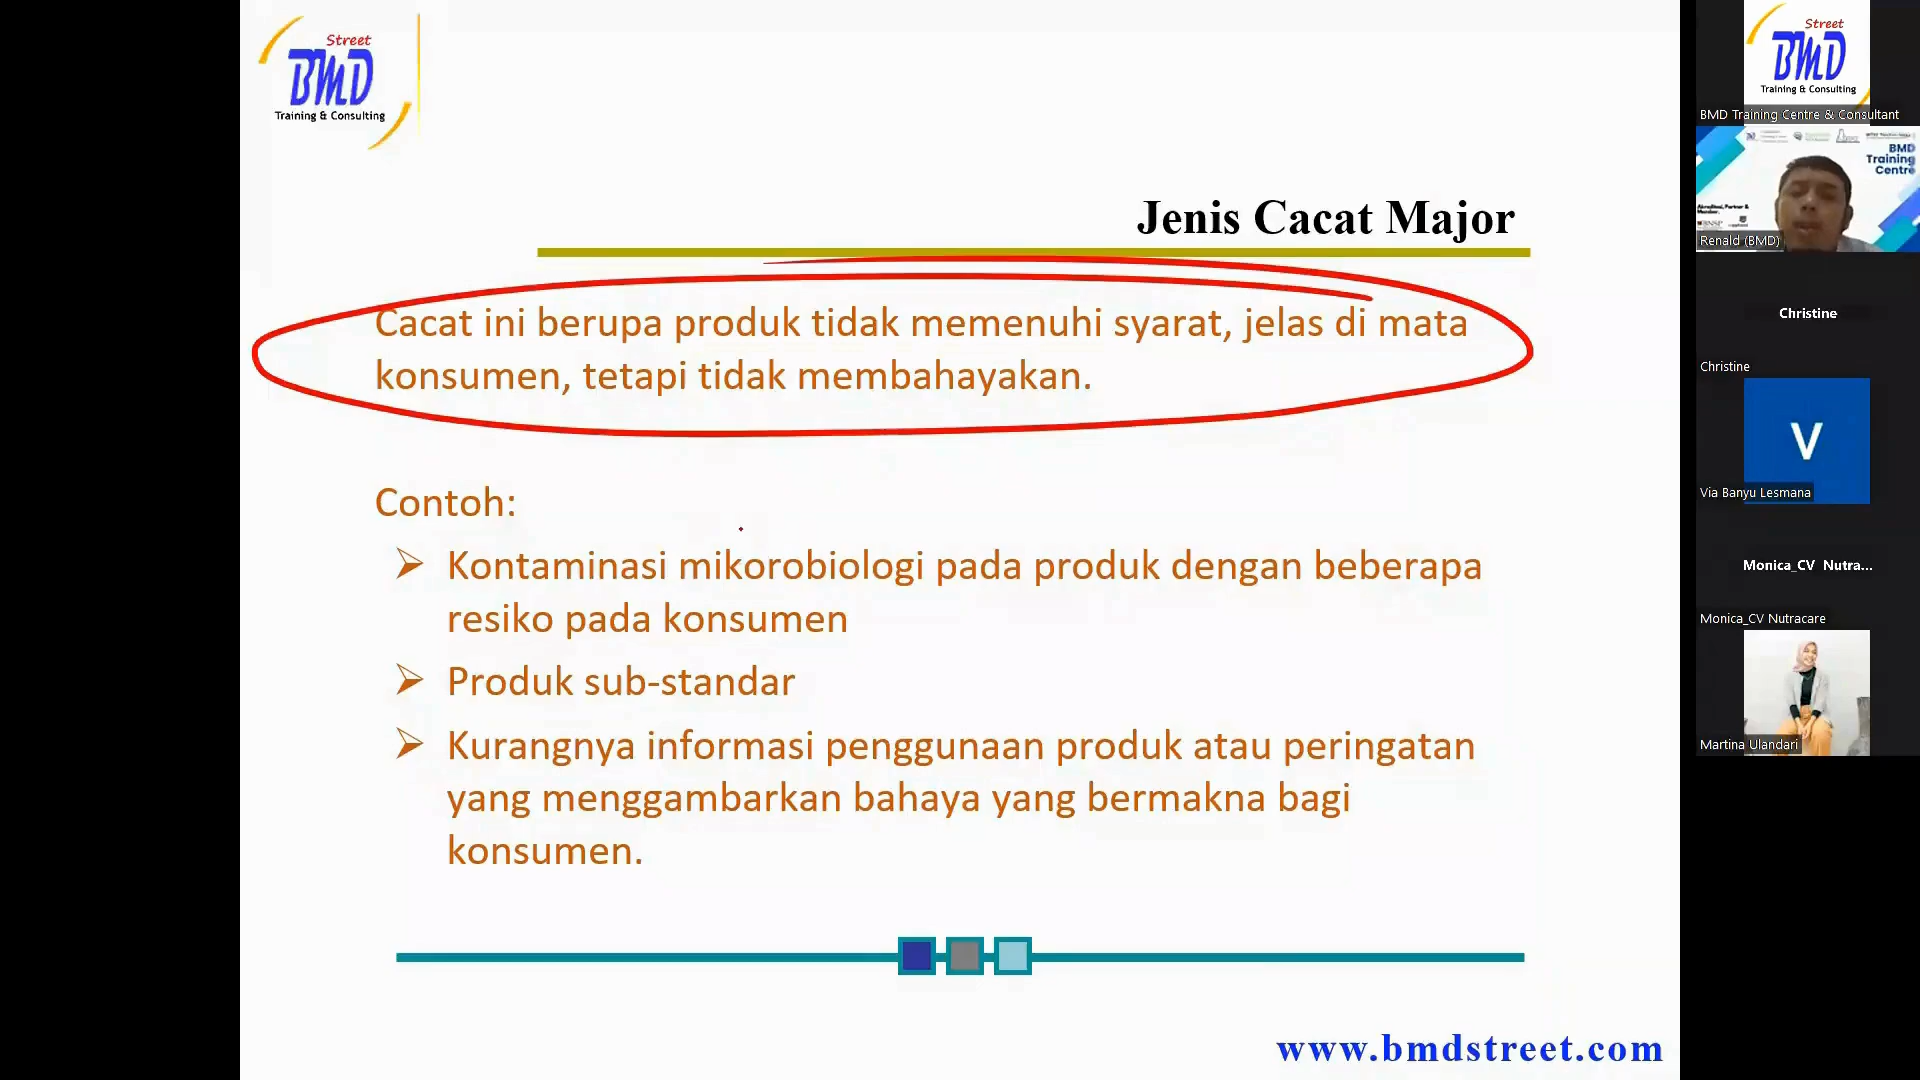 Street
BMD
Training & Consulting
Jenis Cacat Major
Cacat ini berupa produk tidak memenuhi syarat, jelas di mata
konsumen, tetapi tidak membahayakan.
Contoh:
Kontaminasi mikorobiologi pada produk dengan beberapa
resiko pada konsumen
Produk sub-standar
Kurangnya informasi penggunaan produk atau peringatan
yang menggambarkan bahaya yang bermakna bagi
konsumen.
www.bmdstreet.com
Street
BMD
Training & Consulting
BMD Training Centre & Consultant
BMD
Training
Centre
Renald (BMD)
Christine
Christine
V
Via Banyu Lesmana
Monica_CV Nutra...
Monica_CV Nutracare
Martina Ulandari